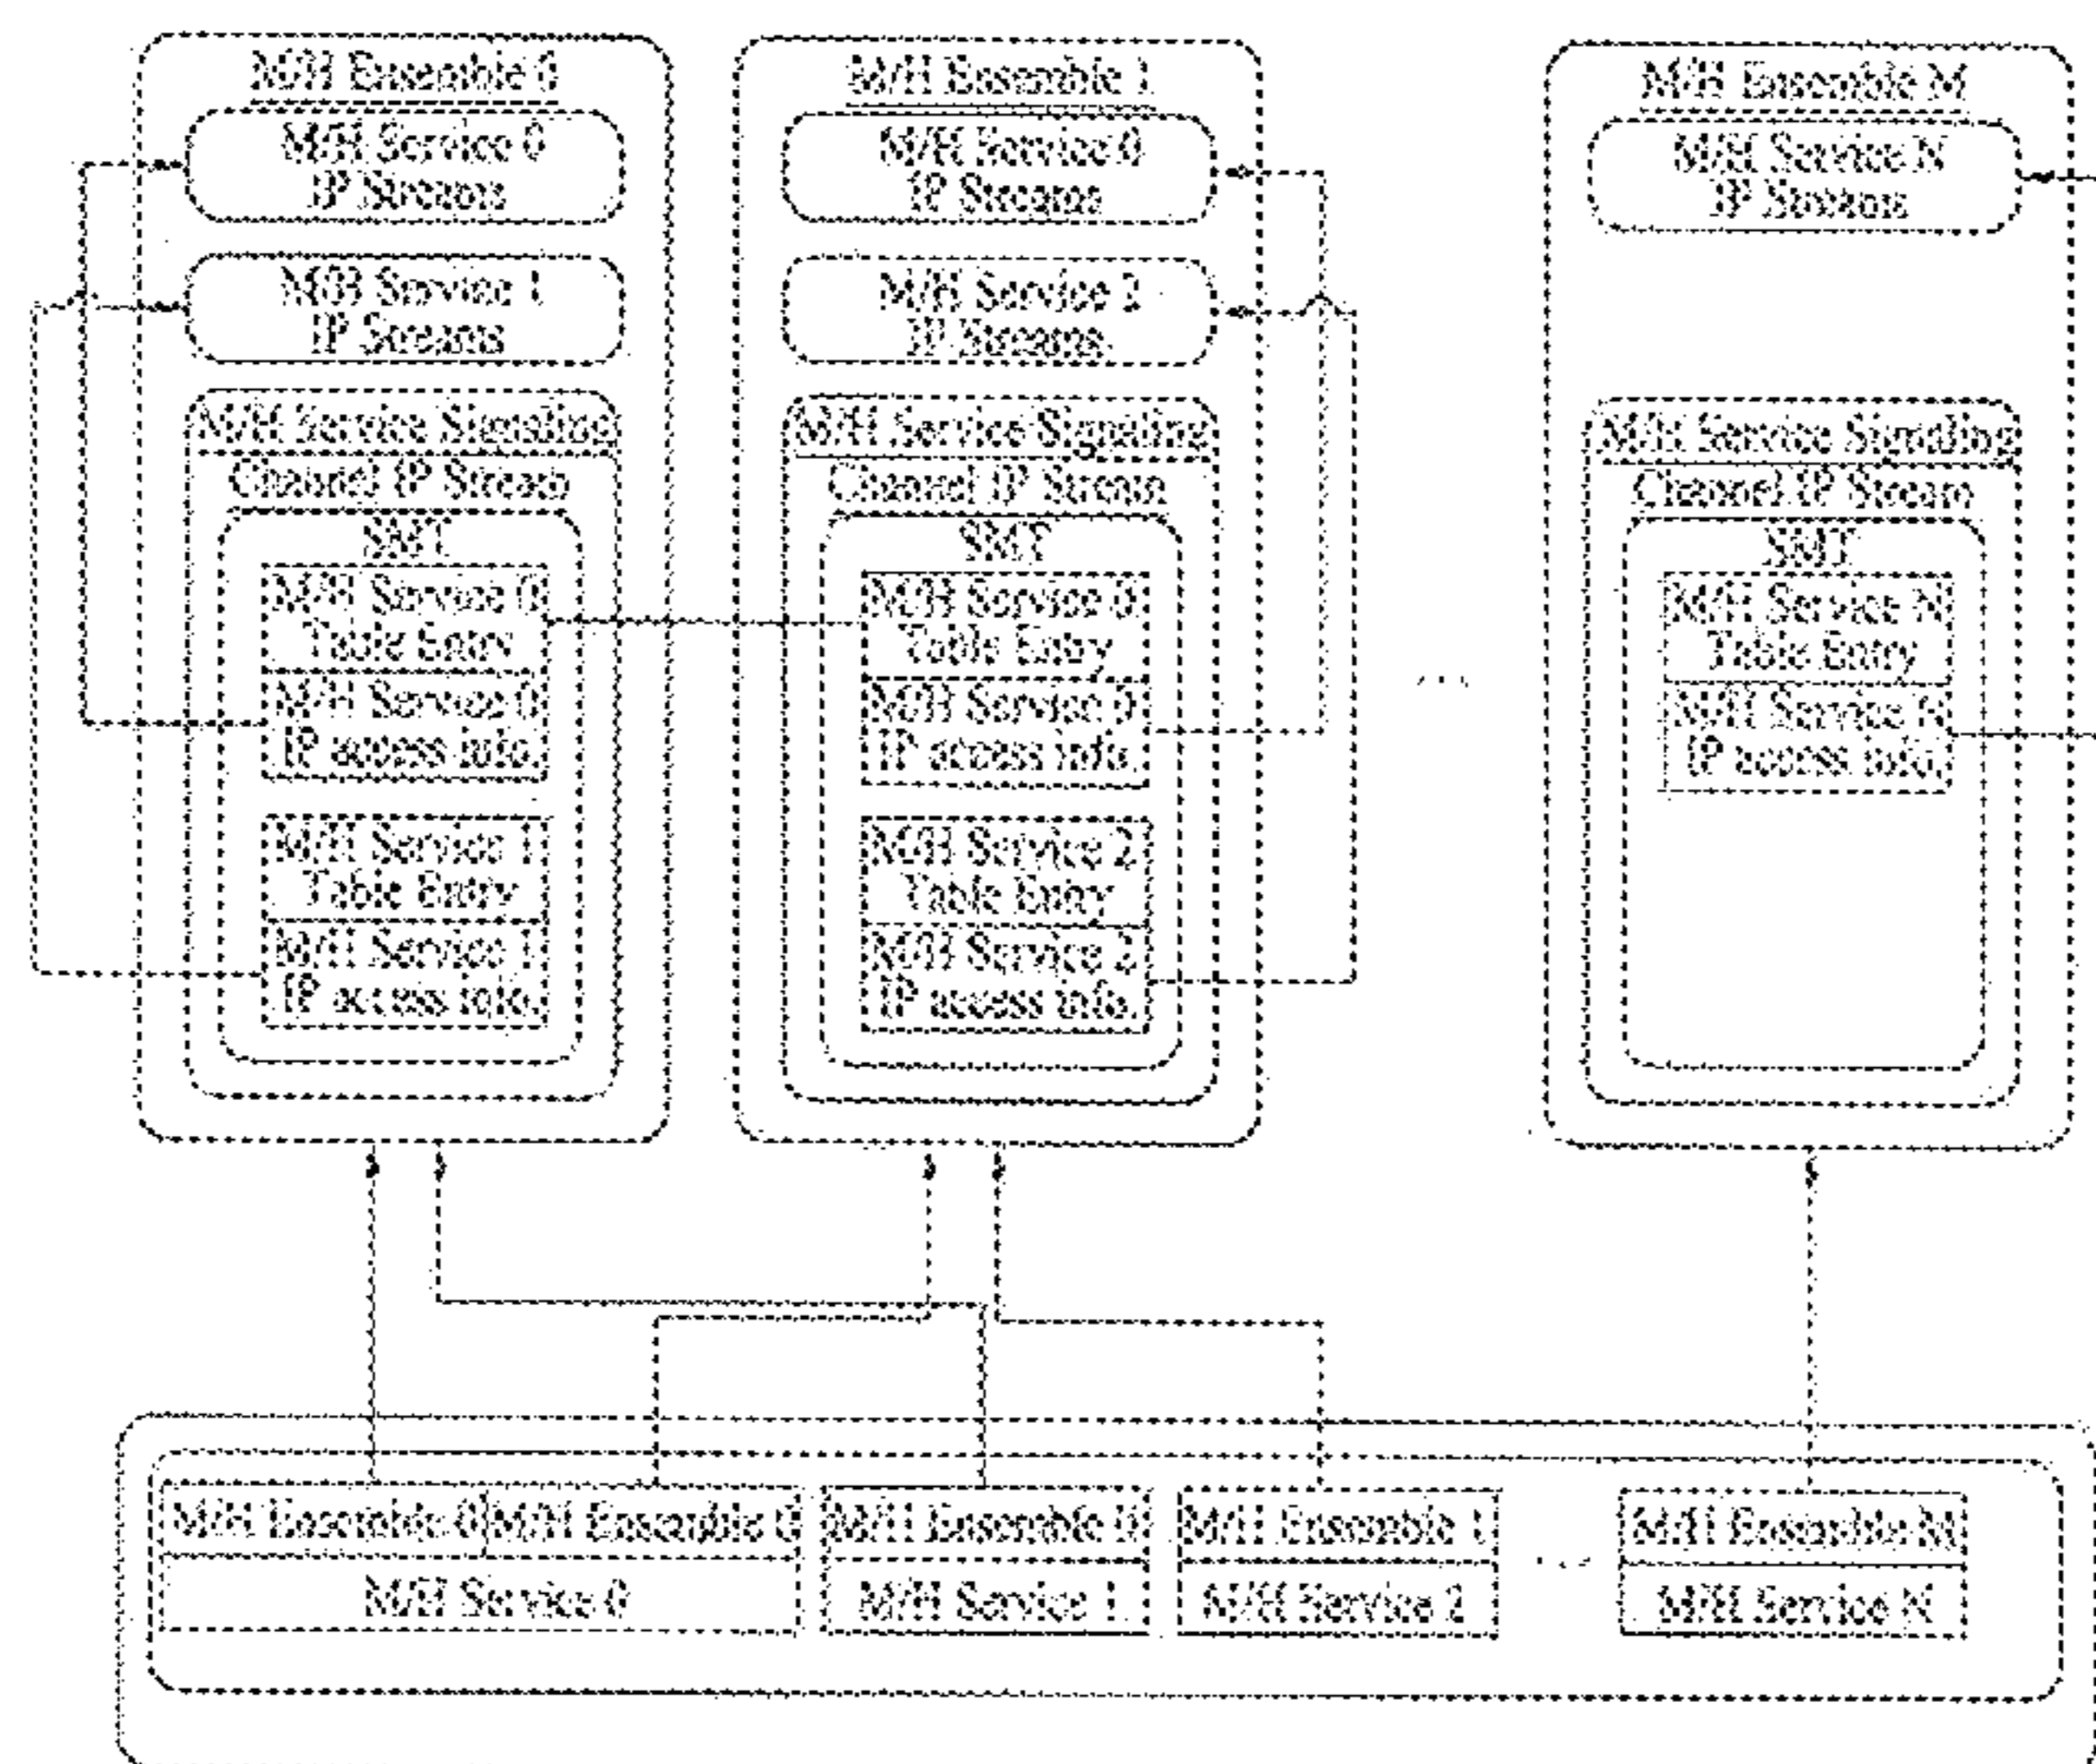 M/H Ensemble 0
M/H Service 0
IP Streams
M/H Service 1
IP Streams
M/H Service Signaling
Channel IP Stream
SMT
M/H Service 0
Table Entry
M/H Service 0
IP access info.
M/H Service 1
Table Entry
M/H Service 1
IP access info.
M/H Ensemble 1
M/H Service 0
IP Streams
M/H Service 2
IP Streams
M/H Service Signaling
Channel IP Stream
SMT
M/H Service 0
Table Entry
M/H Service 0
IP access info.
M/H Service 2
Table Entry
M/H Service 2
IP access info.
...
M/H Ensemble M
M/H Service N
IP Streams
M/H Service Signaling
Channel IP Stream
SMT
M/H Service N
Table Entry
M/H Service N
IP access info.
M/H Ensemble 0
M/H Ensemble 0
M/H Service 0
M/H Ensemble 0
M/H Service 1
M/H Ensemble 1
M/H Service 2
...
M/H Ensemble M
M/H Service N